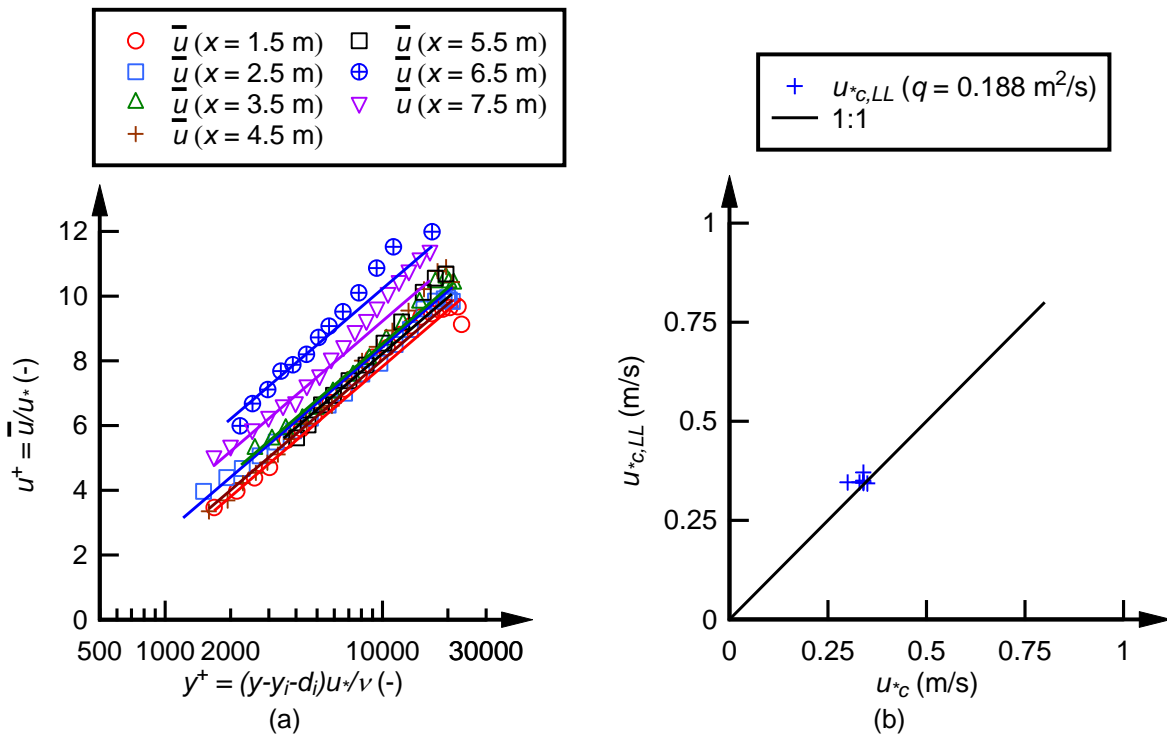 u̅ (x = 1.5 m)
u̅ (x = 5.5 m)
u̅ (x = 2.5 m)
u̅ (x = 6.5 m)
u̅ (x = 3.5 m)
u̅ (x = 7.5 m)
u̅ (x = 4.5 m)
12
10
8
6
4
2
0
u⁺ = u̅/u* (-)
500 1000 2000 10000 30000
y⁺ = (y-yᵢ-dᵢ)u*/ν (-)
(a)
u*c,LL (q = 0.188 m²/s)
1:1
1
0.75
0.5
0.25
0
u*c,LL (m/s)
0 0.25 0.5 0.75 1
u*c (m/s)
(b)